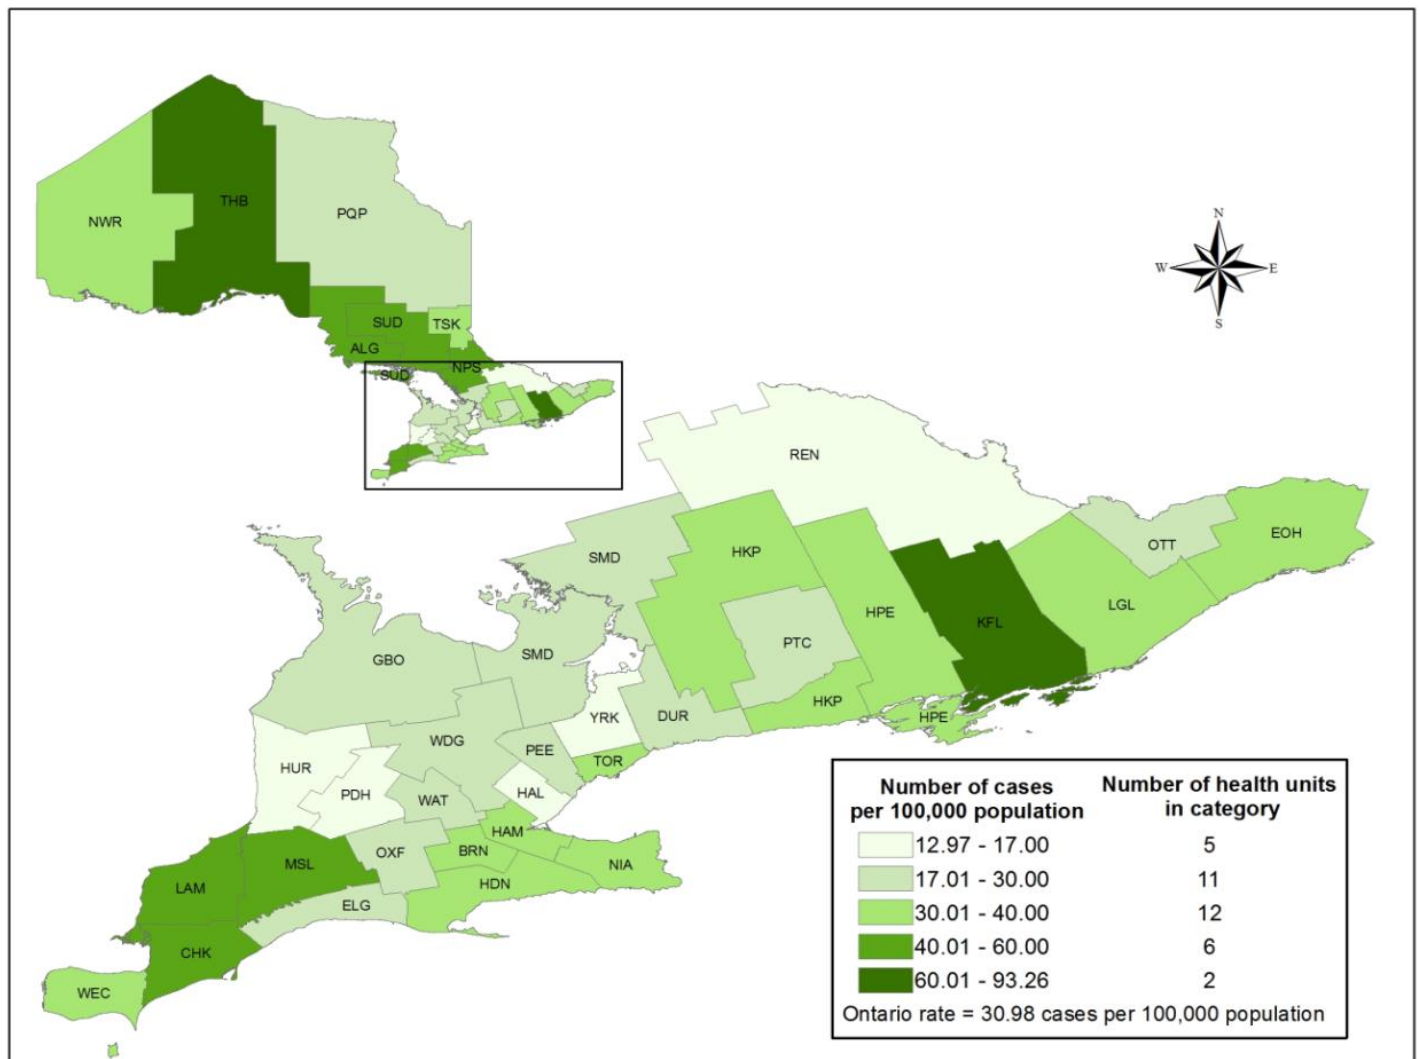 THB
NWR
PQP
N
W E
S
SUD
TSK
ALG
NPS
SUD
REN
HKP
SMD
OTT
EOH
LGL
HPE
KFL
PTC
GBO
SMD
HKP
YRK
DUR
HPE
WDG
PEE
TOR
HUR
PDH
WAT
HAL
HAM
BRN
OXF
MSL
NIA
LAM
HDN
ELG
CHK
WEC
Number of cases
per 100,000 population
Number of health units
in category
12.97 - 17.00 5
17.01 - 30.00 11
30.01 - 40.00 12
40.01 - 60.00 6
60.01 - 93.26 2
Ontario rate = 30.98 cases per 100,000 population